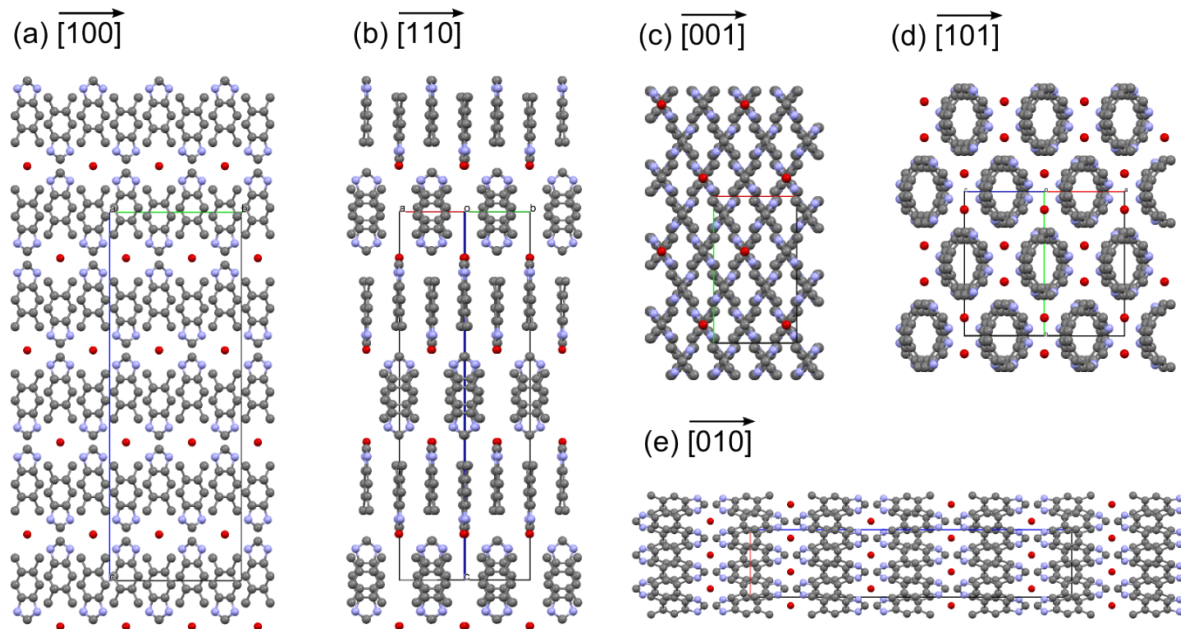 (a) [100]
(b) [110]
(c) [001]
(d) [101]
(e) [010]
a b
a o b
c